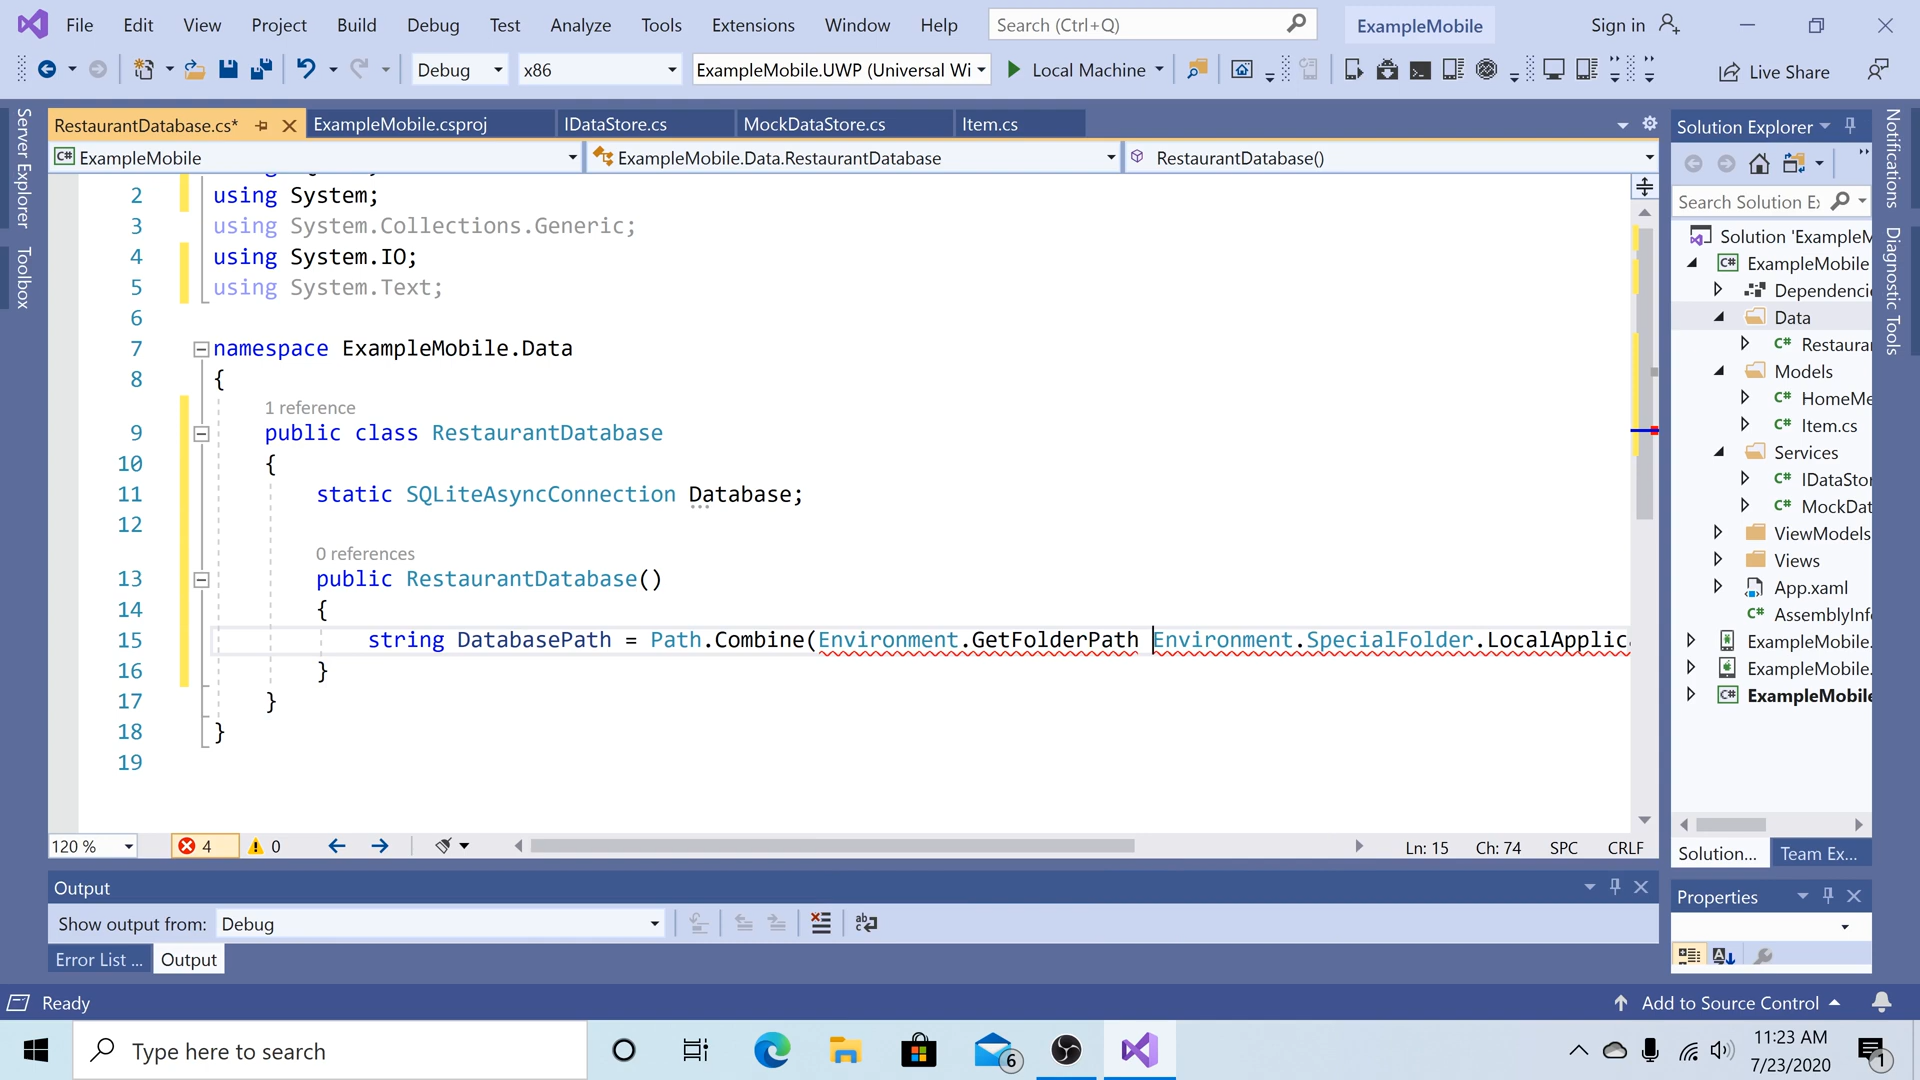 File Edit View Project Build Debug Test Analyze Tools Extensions Window Help Search (Ctrl+Q) ExampleMobile Sign in
Debug x86 ExampleMobile.UWP (Universal Wi Local Machine Live Share
Server Explorer
Toolbox
RestaurantDatabase.cs* ExampleMobile.csproj IDataStore.cs MockDataStore.cs Item.cs
ExampleMobile ExampleMobile.Data.RestaurantDatabase RestaurantDatabase()
2 using System;
3 using System.Collections.Generic;
4 using System.IO;
5 using System.Text;
6
7 namespace ExampleMobile.Data
8 {
1 reference
9 public class RestaurantDatabase
10 {
11 static SQLiteAsyncConnection Database;
12
0 references
13 public RestaurantDatabase()
14 {
15 string DatabasePath = Path.Combine(Environment.GetFolderPath Environment.SpecialFolder.LocalApplic
16 }
17 }
18 }
19
120 % 4 0 Ln: 15 Ch: 74 SPC CRLF
Output
Show output from: Debug
Error List ... Output
Solution Explorer
Search Solution E
Solution 'ExampleM
C# ExampleMobile
Dependenci
Data
C# Restaurar
Models
C# HomeMe
C# Item.cs
Services
C# IDataStor
C# MockDat
ViewModels
Views
App.xaml
C# AssemblyInfo
ExampleMobile.
ExampleMobile.
C# ExampleMobile
Solution... Team Ex...
Properties
Notifications
Diagnostic Tools
Ready Add to Source Control
Type here to search 6 11:23 AM
7/23/2020 1